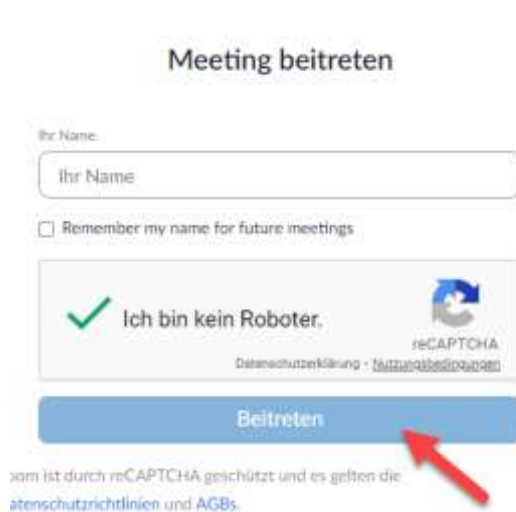 Meeting beitreten
Ihr Name
Ihr Name
Remember my name for future meetings
Ich bin kein Roboter.
reCAPTCHA
Datenschutzerklärung - Nutzungsbedingungen
Beitreten
oom ist durch reCAPTCHA geschützt und es gelten die
atenschutzrichtlinien und AGBs.